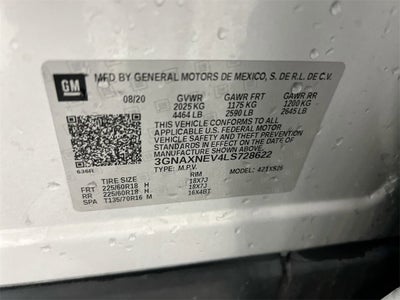 GM
MFD BY GENERAL MOTORS DE MEXICO, S. DE R.L. DE C.V.
08/20 GVWR GAWR FRT GAWR RR
2025 KG 1175 KG 1200 KG
4464 LB 2590 LB 2645 LB
THIS VEHICLE CONFORMS TO ALL APPLICABLE U.S. FEDERAL MOTOR VEHICLE SAFETY AND THEFT PREVENTION STANDARDS IN EFFECT ON THE DATE OF MANUFACTURE SHOWN ABOVE.
3GNAXNEV4LS728622
636R TYPE: M.P.V. MODEL:
TIRE SIZE RIM
FRT 225/60R18 H 18X7J
RR 225/60R18 H 18X7J
SPA T135/70R16 M 16X4BT